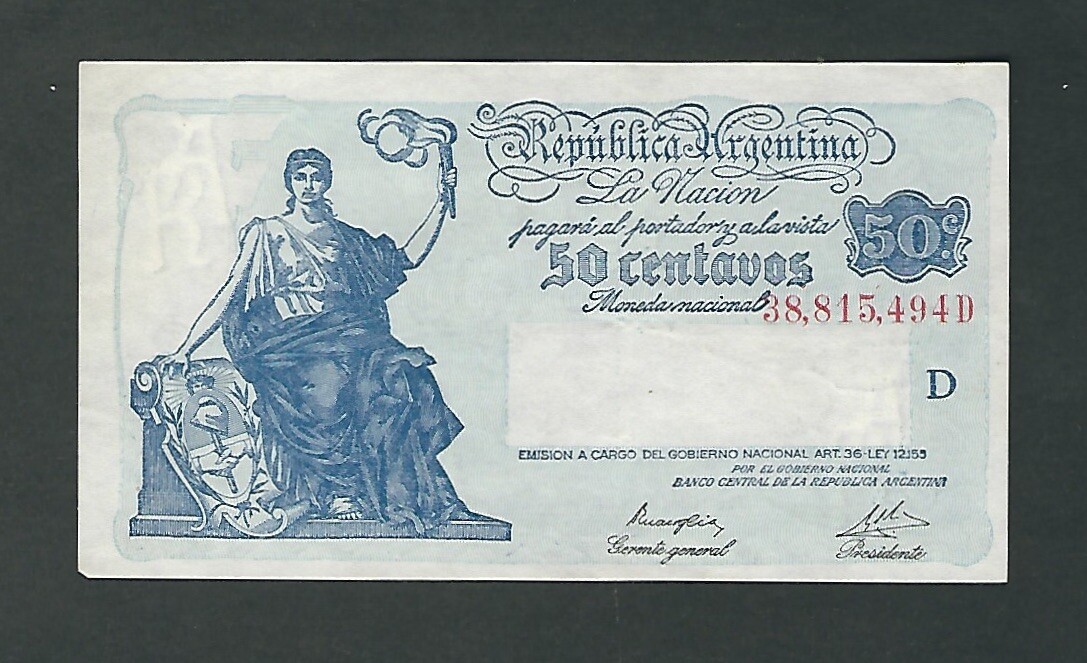 República Argentina
La Nacion
pagará al portador y a la vista
50 centavos
50c.
Moneda nacional
38,815,494D
D
EMISION A CARGO DEL GOBIERNO NACIONAL ART. 36-LEY 12.155
POR EL GOBIERNO NACIONAL
BANCO CENTRAL DE LA REPUBLICA ARGENTINA
Gerente general
Presidente